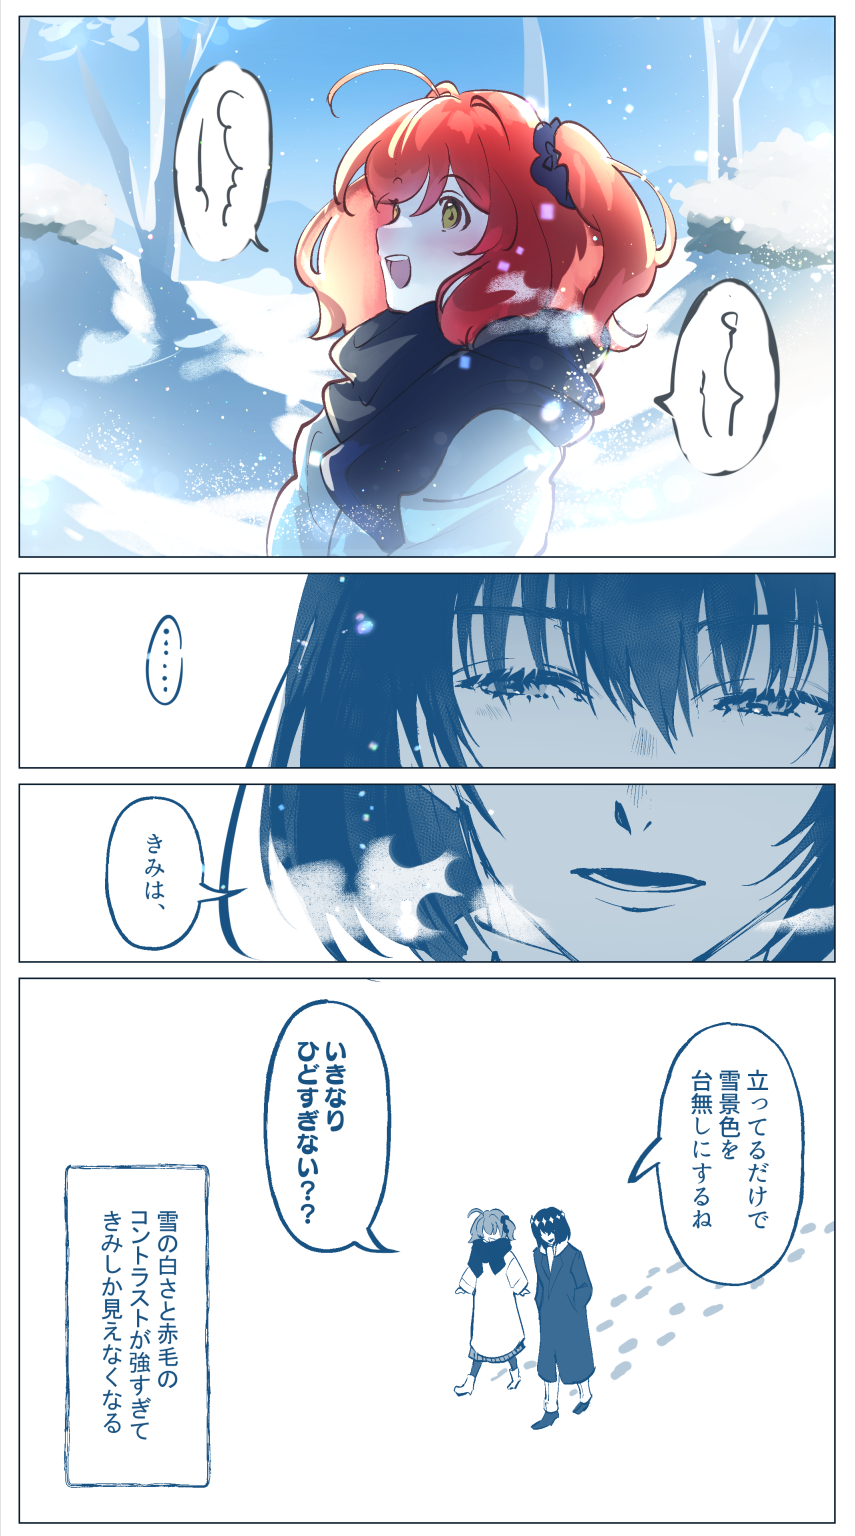 ……
きみは、
立ってるだけで
雪景色を
台無しにするね
いきなり
ひどすぎない??
雪の白さと赤毛の
コントラストが強すぎて
きみしか見えなくなる